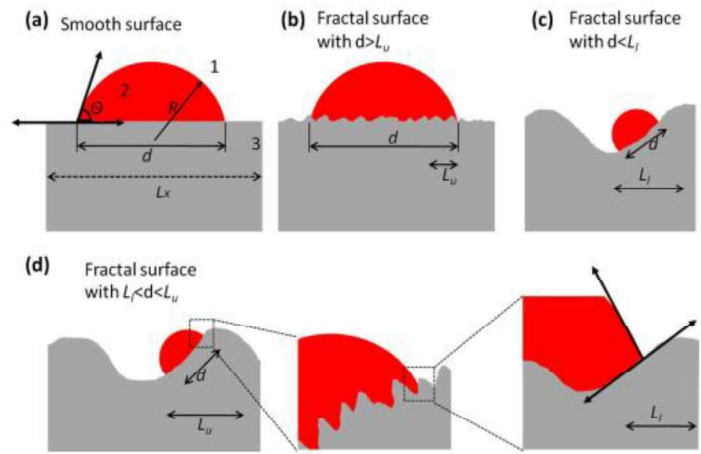 (a) Smooth surface
1
2
Θ
R
3
d
Lx
(b) Fractal surface
with d>Lu
d
Lu
(c) Fractal surface
with d<Ll
d
Ll
(d) Fractal surface
with Ll<d<Lu
d
Lu
Ll